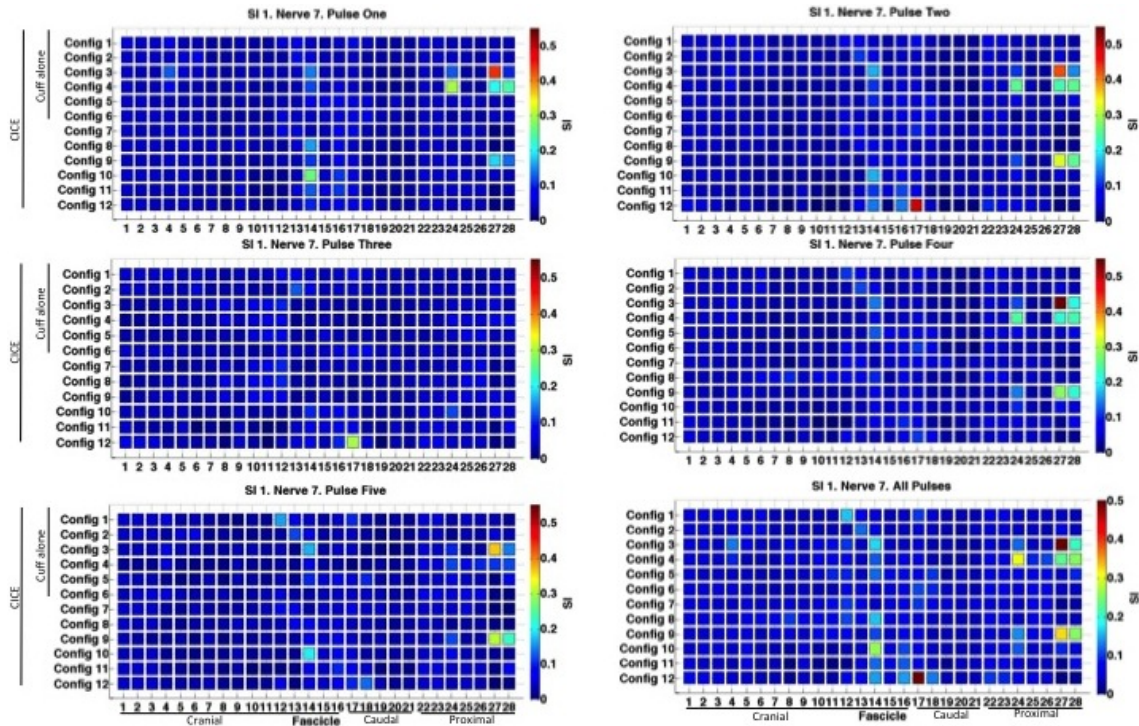 SI 1. Nerve 7. Pulse One
CICE
Cuff alone
Config 1
Config 2
Config 3
Config 4
Config 5
Config 6
Config 7
Config 8
Config 9
Config 10
Config 11
Config 12
1 2 3 4 5 6 7 8 9 10 11 12 13 14 15 16 17 18 19 20 21 22 23 24 25 26 27 28
0.5
0.4
0.3
0.2
0.1
0
SI
SI 1. Nerve 7. Pulse Two
Config 1
Config 2
Config 3
Config 4
Config 5
Config 6
Config 7
Config 8
Config 9
Config 10
Config 11
Config 12
1 2 3 4 5 6 7 8 9 10 11 12 13 14 15 16 17 18 19 20 21 22 23 24 25 26 27 28
0.5
0.4
0.3
0.2
0.1
0
SI
SI 1. Nerve 7. Pulse Three
CICE
Cuff alone
Config 1
Config 2
Config 3
Config 4
Config 5
Config 6
Config 7
Config 8
Config 9
Config 10
Config 11
Config 12
1 2 3 4 5 6 7 8 9 10 11 12 13 14 15 16 17 18 19 20 21 22 23 24 25 26 27 28
0.5
0.4
0.3
0.2
0.1
0
SI
SI 1. Nerve 7. Pulse Four
Config 1
Config 2
Config 3
Config 4
Config 5
Config 6
Config 7
Config 8
Config 9
Config 10
Config 11
Config 12
1 2 3 4 5 6 7 8 9 10 11 12 13 14 15 16 17 18 19 20 21 22 23 24 25 26 27 28
0.5
0.4
0.3
0.2
0.1
0
SI
SI 1. Nerve 7. Pulse Five
CICE
Cuff alone
Config 1
Config 2
Config 3
Config 4
Config 5
Config 6
Config 7
Config 8
Config 9
Config 10
Config 11
Config 12
1 2 3 4 5 6 7 8 9 10 11 12 13 14 15 16 17 18 19 20 21 22 23 24 25 26 27 28
Cranial Fascicle Caudal Proximal
0.5
0.4
0.3
0.2
0.1
0
SI
SI 1. Nerve 7. All Pulses
Config 1
Config 2
Config 3
Config 4
Config 5
Config 6
Config 7
Config 8
Config 9
Config 10
Config 11
Config 12
1 2 3 4 5 6 7 8 9 10 11 12 13 14 15 16 17 18 19 20 21 22 23 24 25 26 27 28
Cranial Fascicle Caudal Proximal
0.5
0.4
0.3
0.2
0.1
0
SI